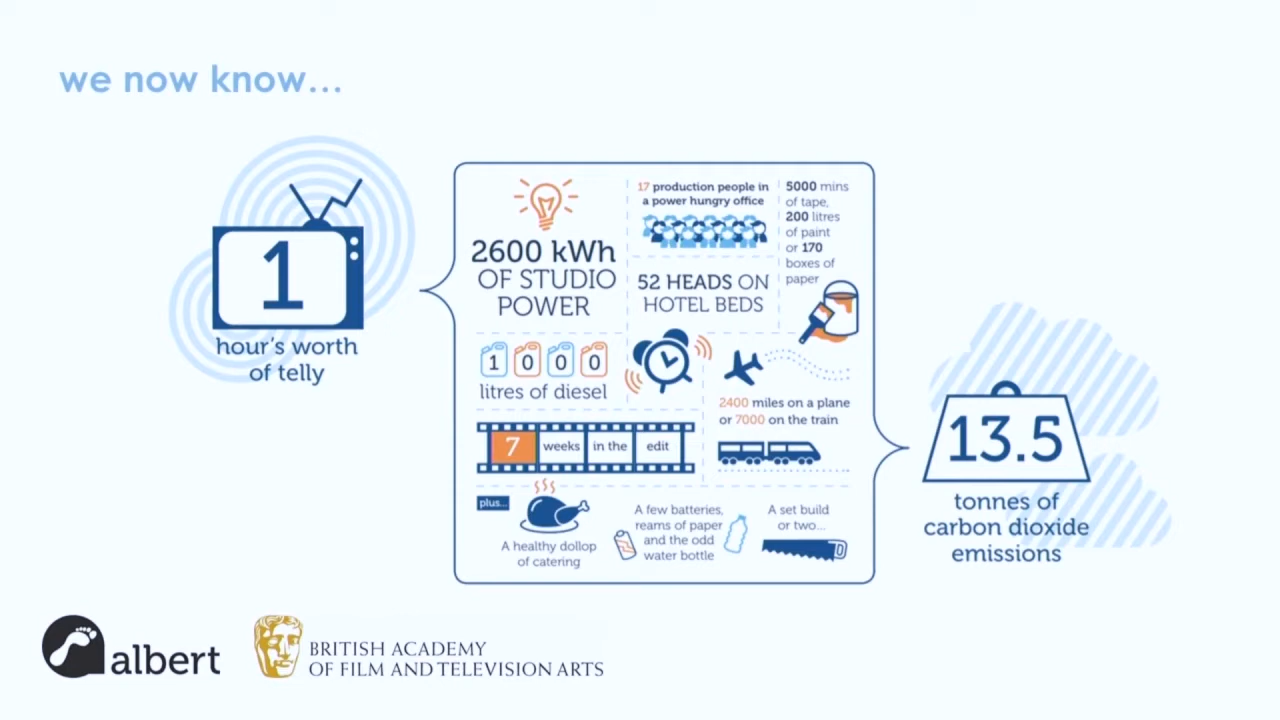 we now know...
1
hour's worth
of telly
2600 kWh
OF STUDIO
POWER
17 production people in
a power hungry office
5000 mins
of tape,
200 litres
of paint
or 170
boxes of
paper
52 HEADS ON
HOTEL BEDS
1 0 0 0
litres of diesel
2400 miles on a plane
or 7000 on the train
7 weeks in the edit
plus...
A healthy dollop
of catering
A few batteries,
reams of paper
and the odd
water bottle
A set build
or two...
13.5
tonnes of
carbon dioxide
emissions
albert
BRITISH ACADEMY
OF FILM AND TELEVISION ARTS